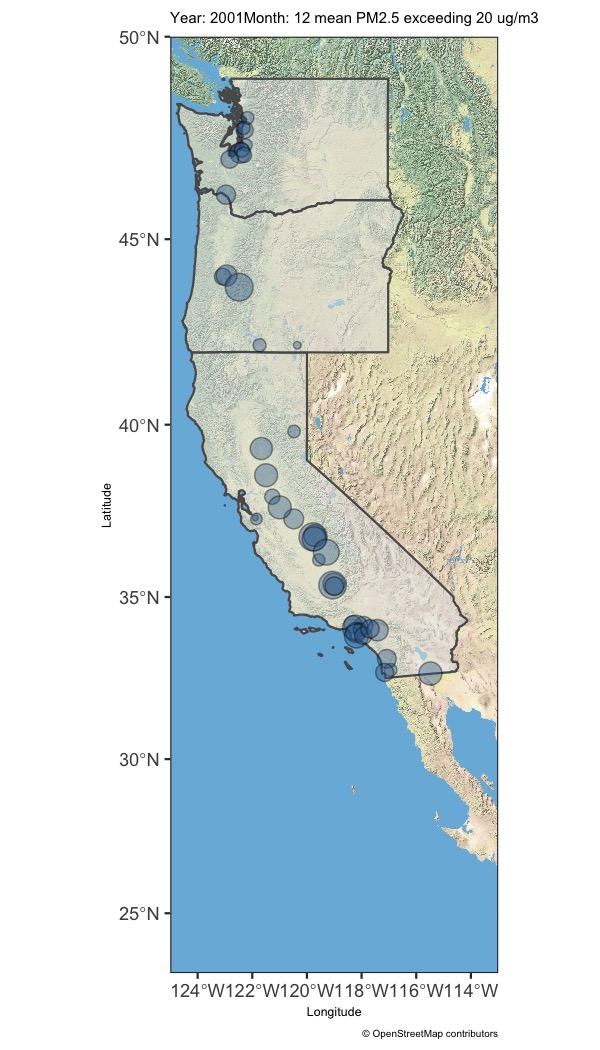 Year: 2001Month: 12 mean PM2.5 exceeding 20 ug/m3
50°N
45°N
40°N
35°N
30°N
25°N
Latitude
124°W122°W120°W118°W116°W114°W
Longitude
© OpenStreetMap contributors